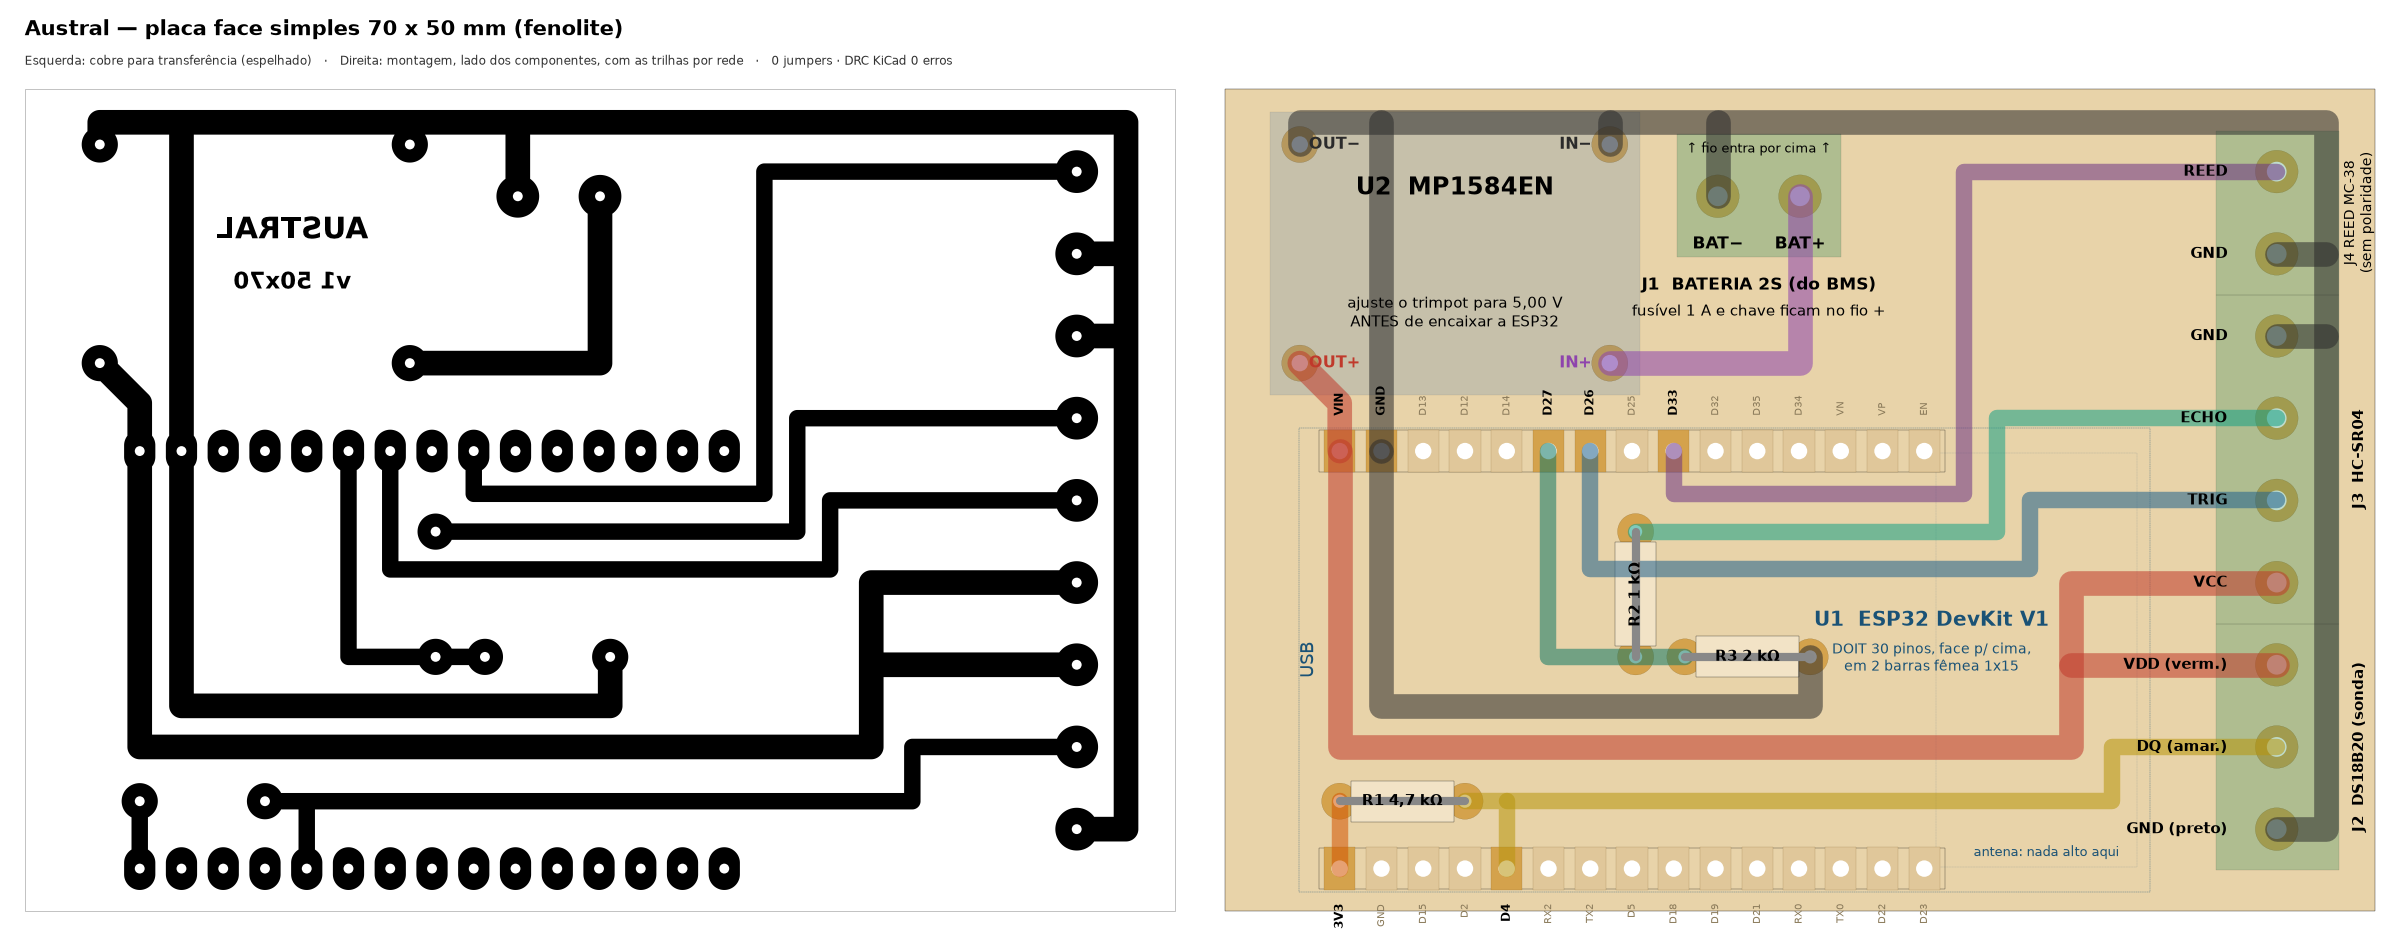 Austral — placa face simples 70 x 50 mm (fenolite)
Esquerda: cobre para transferência (espelhado) · Direita: montagem, lado dos componentes, com as trilhas por rede · 0 jumpers · DRC KiCad 0 erros
AUSTRAL
v1 50x70
OUT−
IN−
U2 MP1584EN
ajuste o trimpot para 5,00 V
ANTES de encaixar a ESP32
OUT+
IN+
↑ fio entra por cima ↑
BAT−
BAT+
J1 BATERIA 2S (do BMS)
fusível 1 A e chave ficam no fio +
REED
GND
GND
ECHO
TRIG
VCC
VDD (verm.)
DQ (amar.)
GND (preto)
J4 REED MC-38
(sem polaridade)
J3 HC-SR04
J2 DS18B20 (sonda)
VIN
GND
D13
D12
D14
D27
D26
D25
D33
D32
D35
D34
VN
VP
EN
R2 1 kΩ
R3 2 kΩ
U1 ESP32 DevKit V1
DOIT 30 pinos, face p/ cima,
em 2 barras fêmea 1x15
USB
R1 4,7 kΩ
antena: nada alto aqui
3V3
GND
D15
D2
D4
RX2
TX2
D5
D18
D19
D21
RX0
TX0
D22
D23